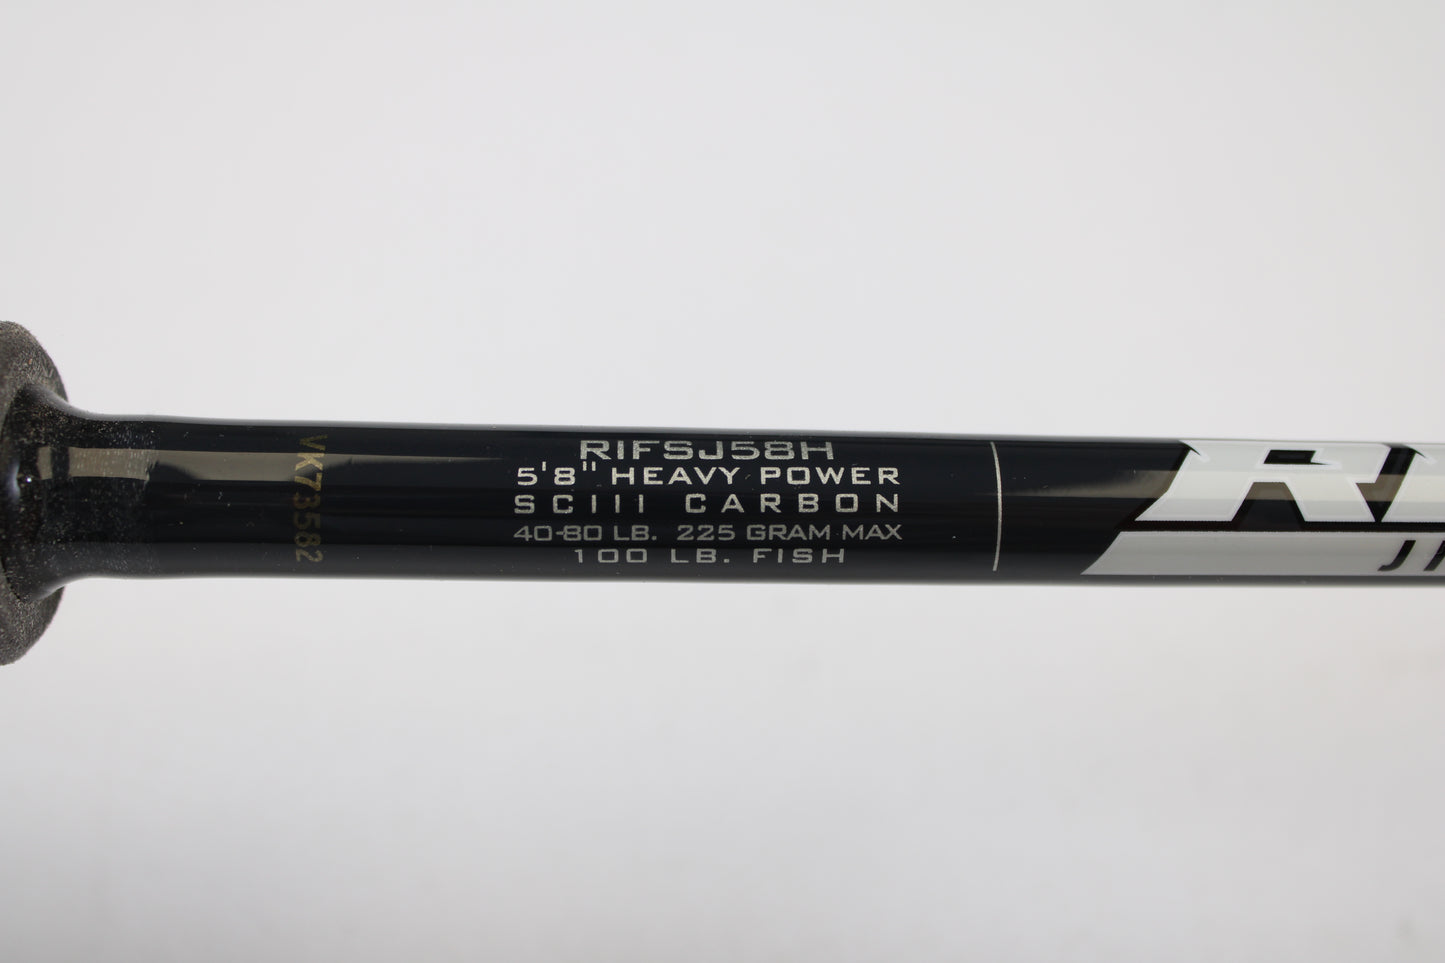 VK73582
RIFSJ58H
5'8" HEAVY POWER
SCIII CARBON
40-80 LB. 225 GRAM MAX
100 LB. FISH